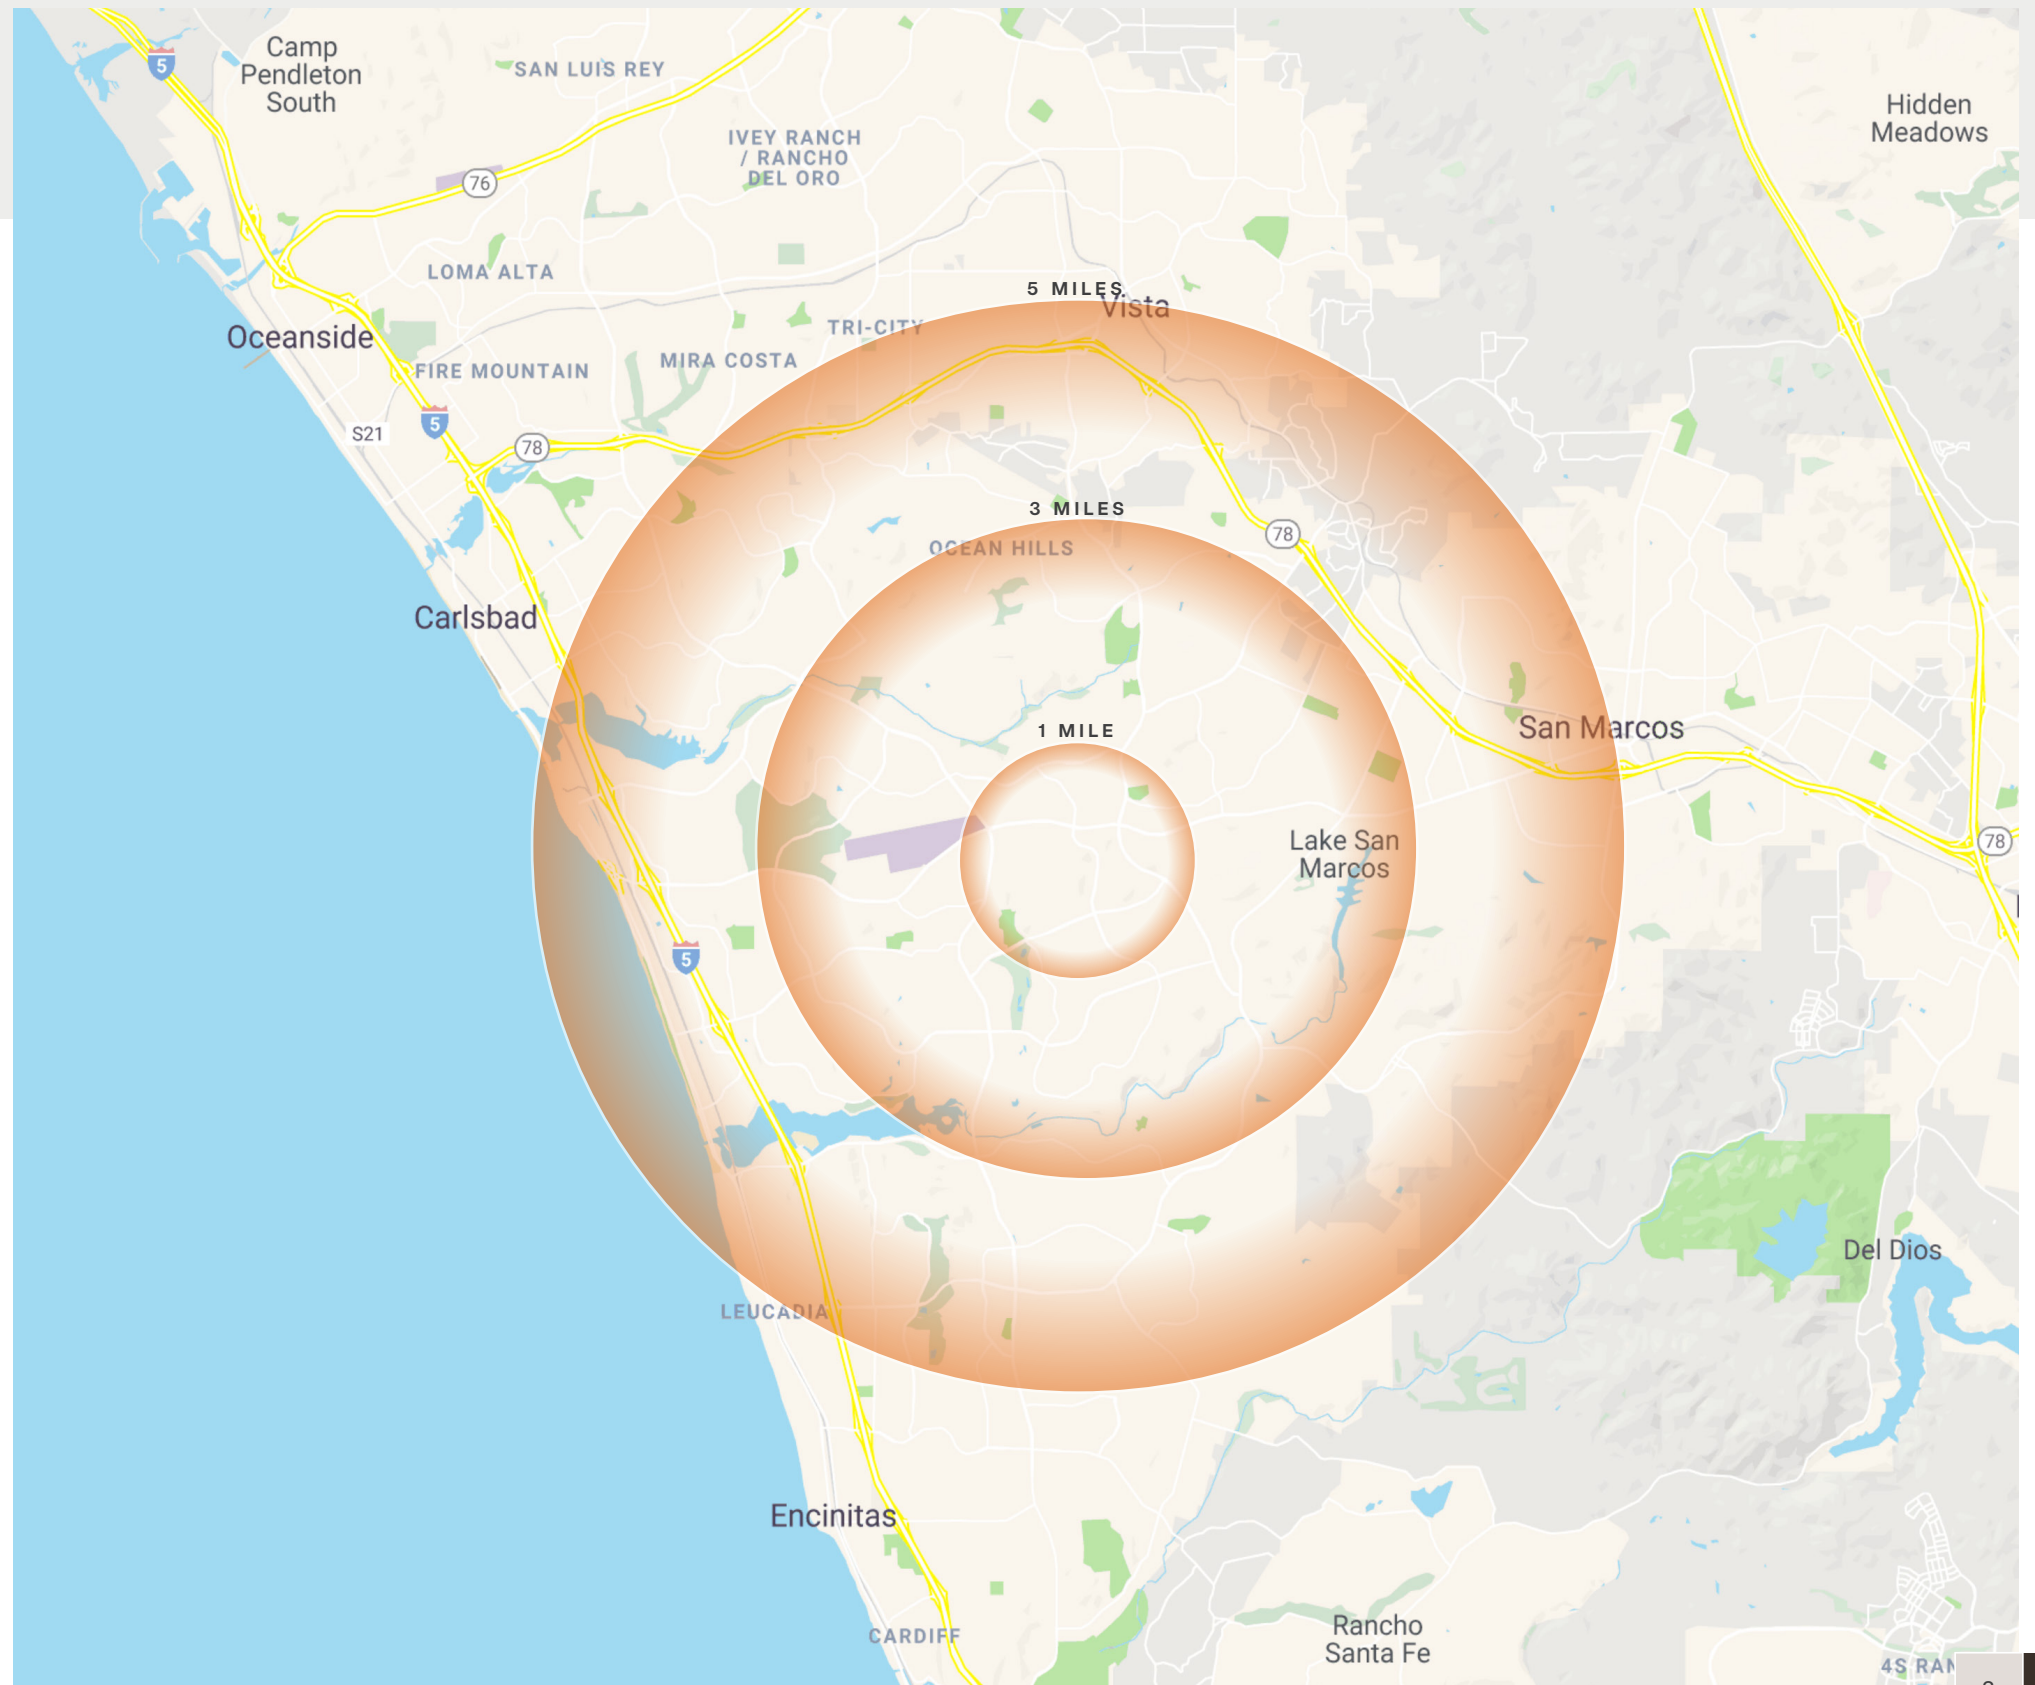 5
Camp
Pendleton
South
SAN LUIS REY
Hidden
Meadows
IVEY RANCH
/ RANCHO
DEL ORO
76
LOMA ALTA
5 MILES
Vista
TRI-CITY
Oceanside
MIRA COSTA
FIRE MOUNTAIN
5
S21
78
3 MILES
78
OCEAN HILLS
Carlsbad
San Marcos
1 MILE
Lake San
Marcos
78
5
Del Dios
LEUCADIA
Encinitas
Rancho
Santa Fe
CARDIFF
4S RAN